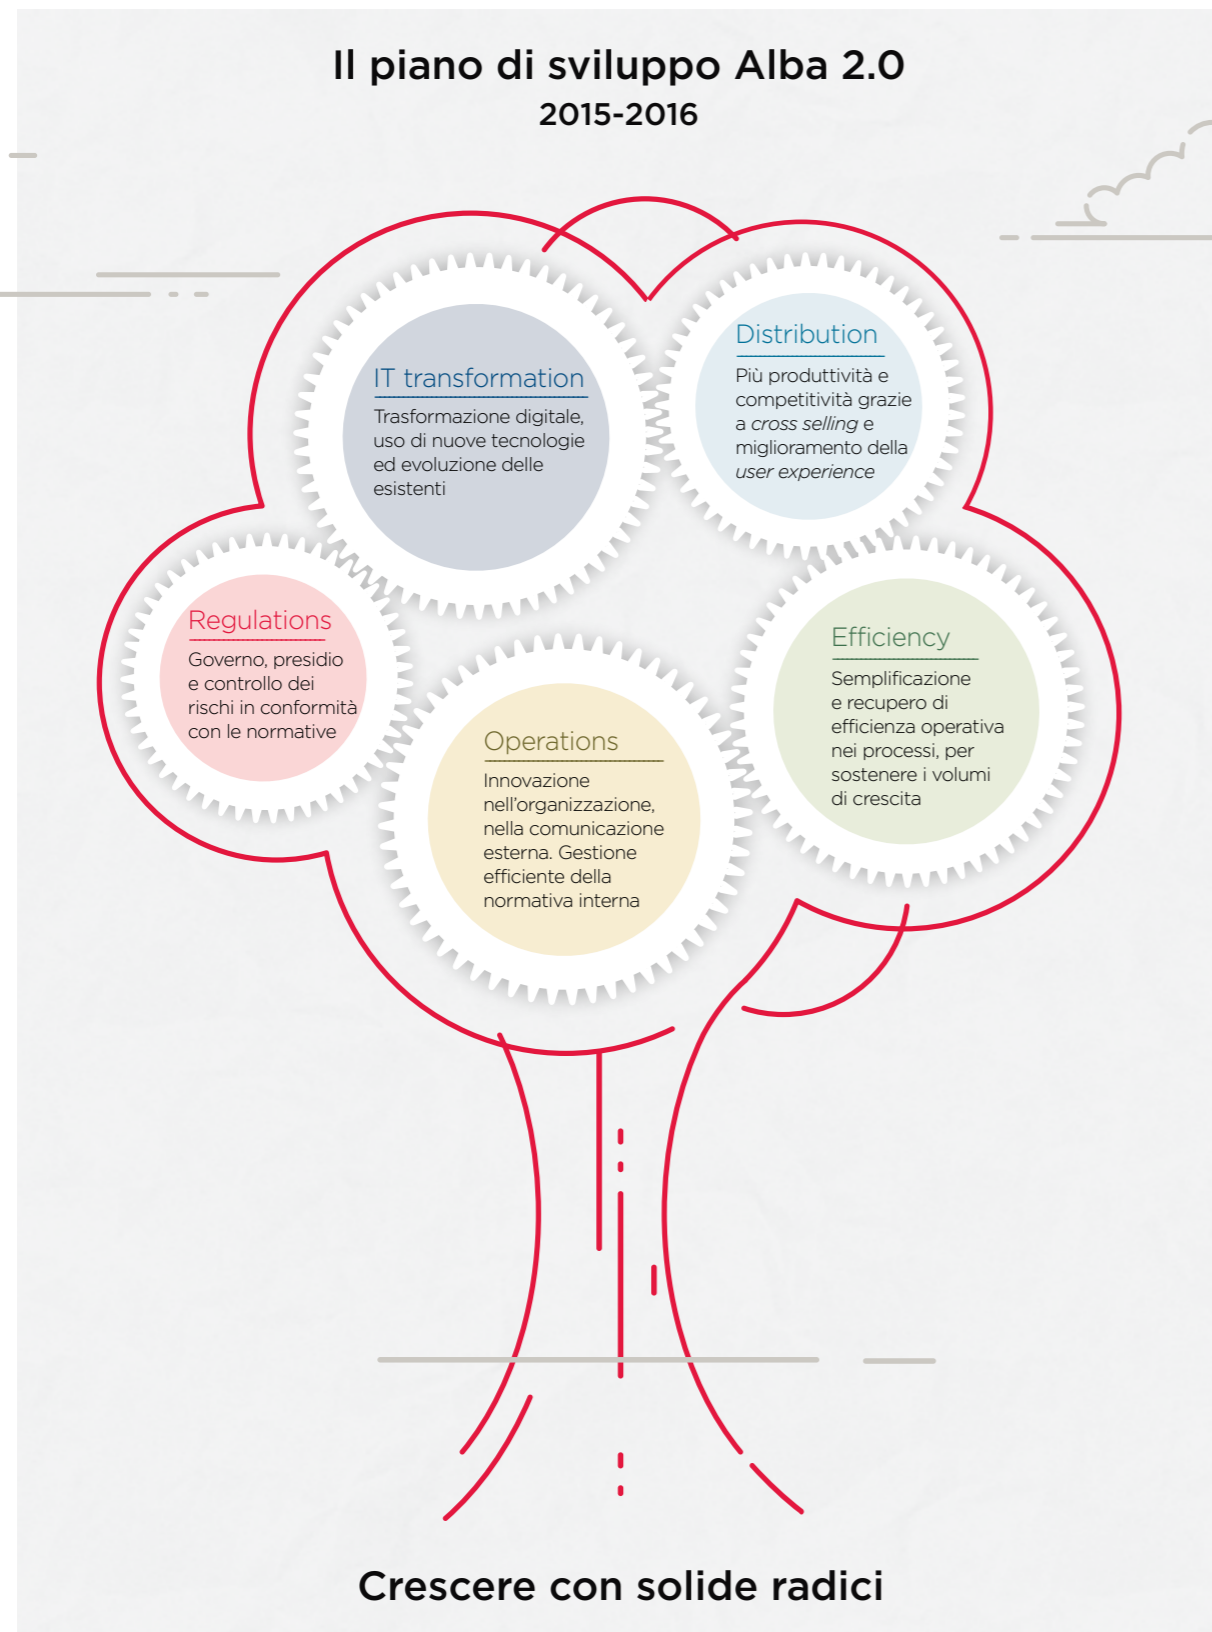 Il piano di sviluppo Alba 2.0
2015-2016
IT transformation
Trasformazione digitale,
uso di nuove tecnologie
ed evoluzione delle
esistenti
Distribution
Più produttività e
competitività grazie
a cross selling e
miglioramento della
user experience
Regulations
Governo, presidio
e controllo dei
rischi in conformità
con le normative
Efficiency
Semplificazione
e recupero di
efficienza operativa
nei processi, per
sostenere i volumi
di crescita
Operations
Innovazione
nell'organizzazione,
nella comunicazione
esterna. Gestione
efficiente della
normativa interna
Crescere con solide radici